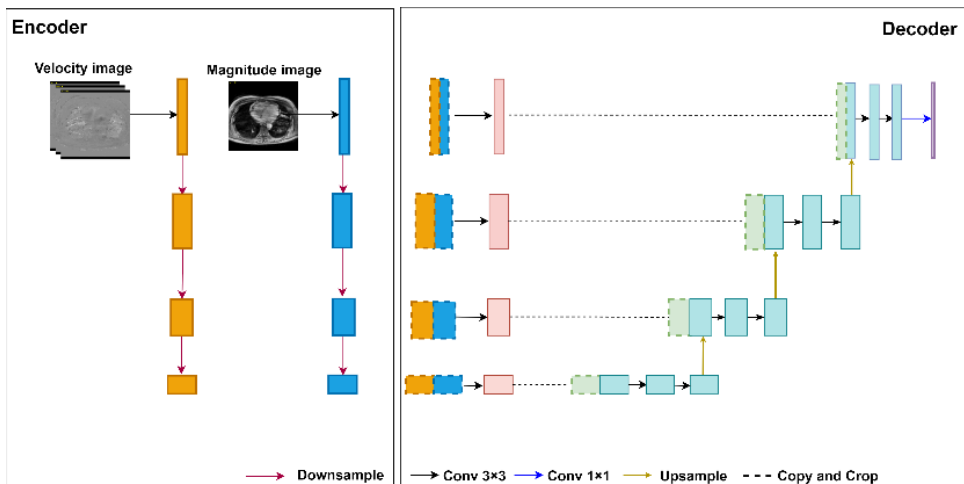 Encoder
Decoder
Velocity image
Magnitude image
Downsample
Conv 3×3
Conv 1×1
Upsample
Copy and Crop